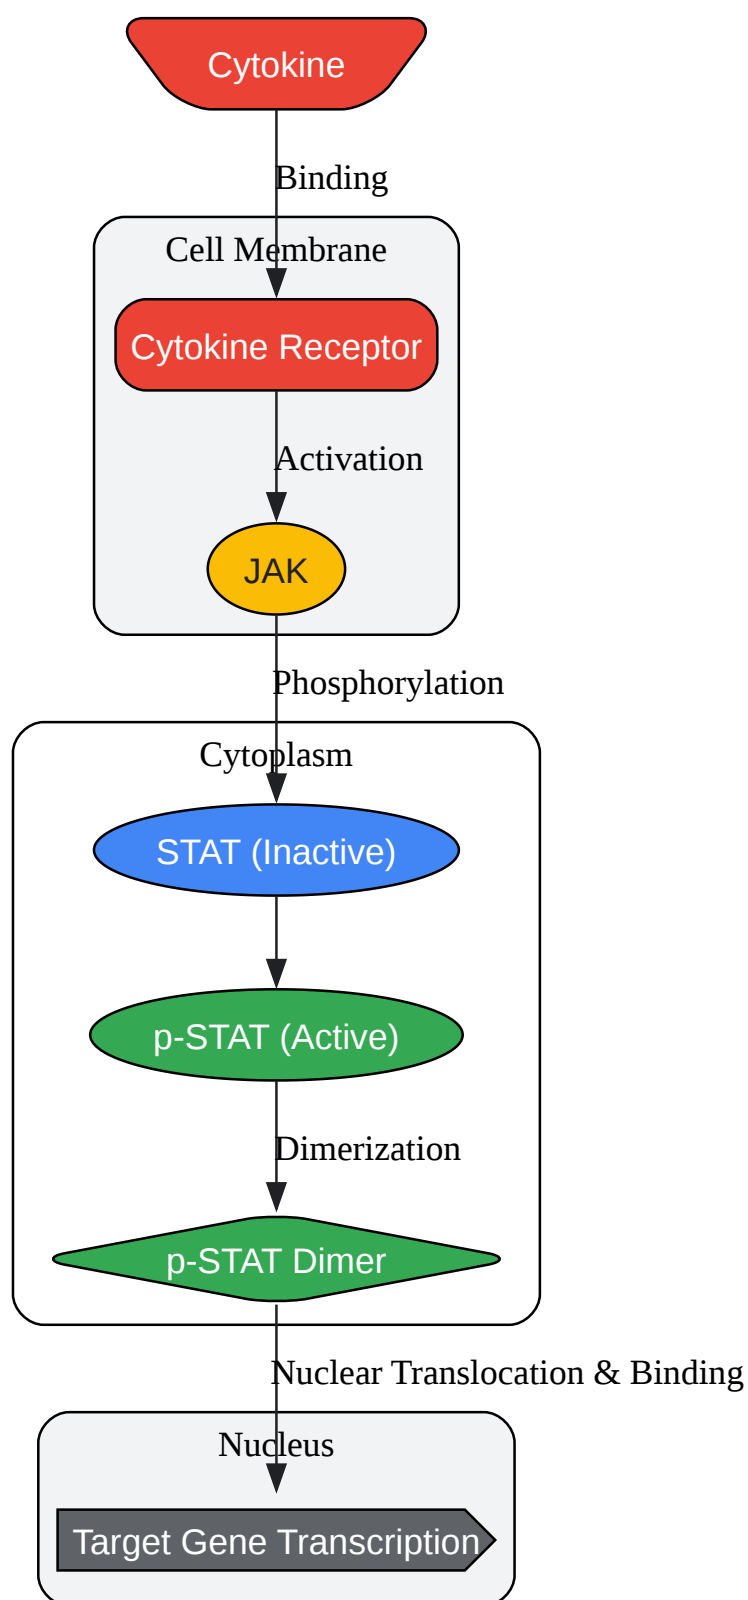 Cytokine
Binding
Cell Membrane
Cytokine Receptor
Activation
JAK
Phosphorylation
Cytoplasm
STAT (Inactive)
p-STAT (Active)
Dimerization
p-STAT Dimer
Nuclear Translocation & Binding
Nucleus
Target Gene Transcription